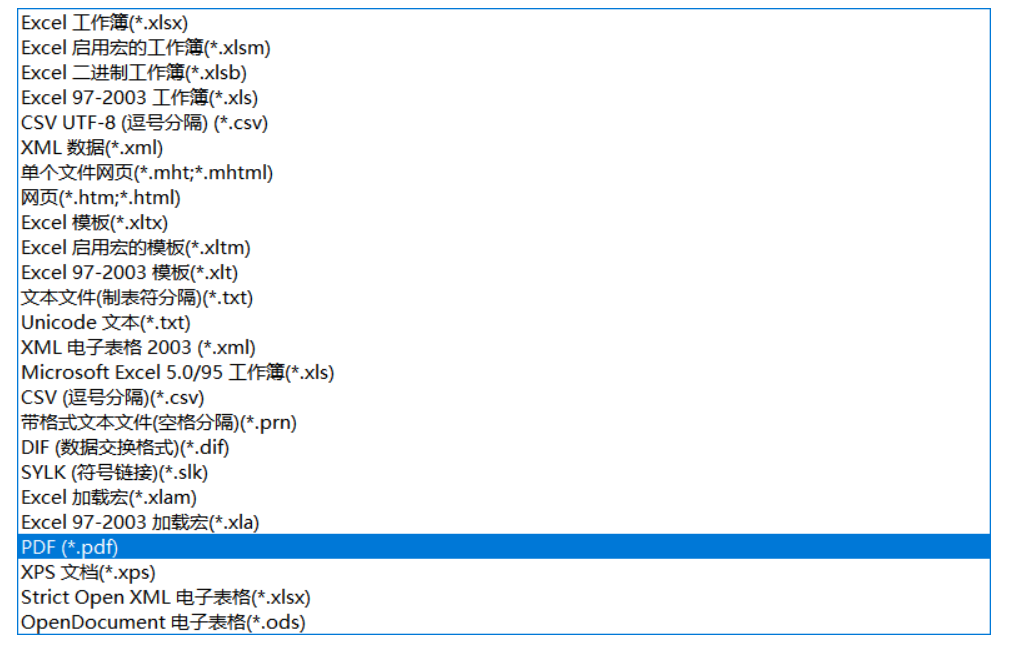 Excel 工作簿(*.xlsx)
Excel 启用宏的工作簿(*.xlsm)
Excel 二进制工作簿(*.xlsb)
Excel 97-2003 工作簿(*.xls)
CSV UTF-8 (逗号分隔) (*.csv)
XML 数据(*.xml)
单个文件网页(*.mht;*.mhtml)
网页(*.htm;*.html)
Excel 模板(*.xltx)
Excel 启用宏的模板(*.xltm)
Excel 97-2003 模板(*.xlt)
文本文件(制表符分隔)(*.txt)
Unicode 文本(*.txt)
XML 电子表格 2003 (*.xml)
Microsoft Excel 5.0/95 工作簿(*.xls)
CSV (逗号分隔)(*.csv)
带格式文本文件(空格分隔)(*.prn)
DIF (数据交换格式)(*.dif)
SYLK (符号链接)(*.slk)
Excel 加载宏(*.xlam)
Excel 97-2003 加载宏(*.xla)
PDF (*.pdf)
XPS 文档(*.xps)
Strict Open XML 电子表格(*.xlsx)
OpenDocument 电子表格(*.ods)